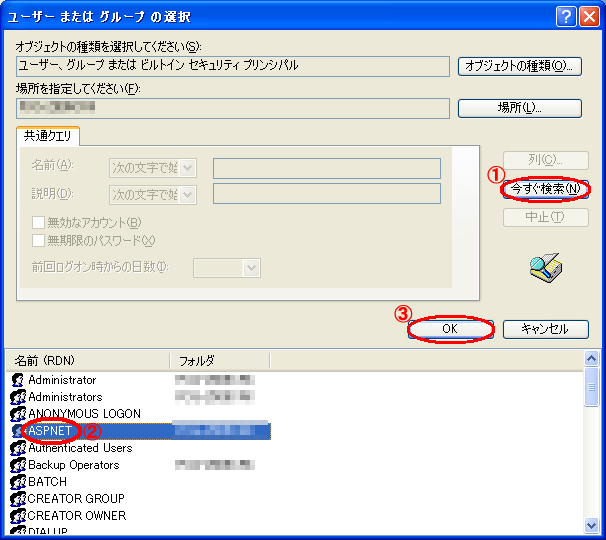 ユーザー または グループ の選択
オブジェクトの種類を選択してください(S):
ユーザー、グループ または ビルトイン セキュリティ プリンシパル
オブジェクトの種類(O)...
場所を指定してください(F):
場所(L)...
共通クエリ
名前(A):
次の文字で始
説明(D):
次の文字で始
無効なアカウント(B)
無期限のパスワード(X)
前回ログオン時からの日数(I):
列(C)...
①
今すぐ検索(N)
中止(T)
③
OK
キャンセル
名前 (RDN)
フォルダ
Administrator
Administrators
ANONYMOUS LOGON
ASPNET ②
Authenticated Users
Backup Operators
BATCH
CREATOR GROUP
CREATOR OWNER
DIALUP